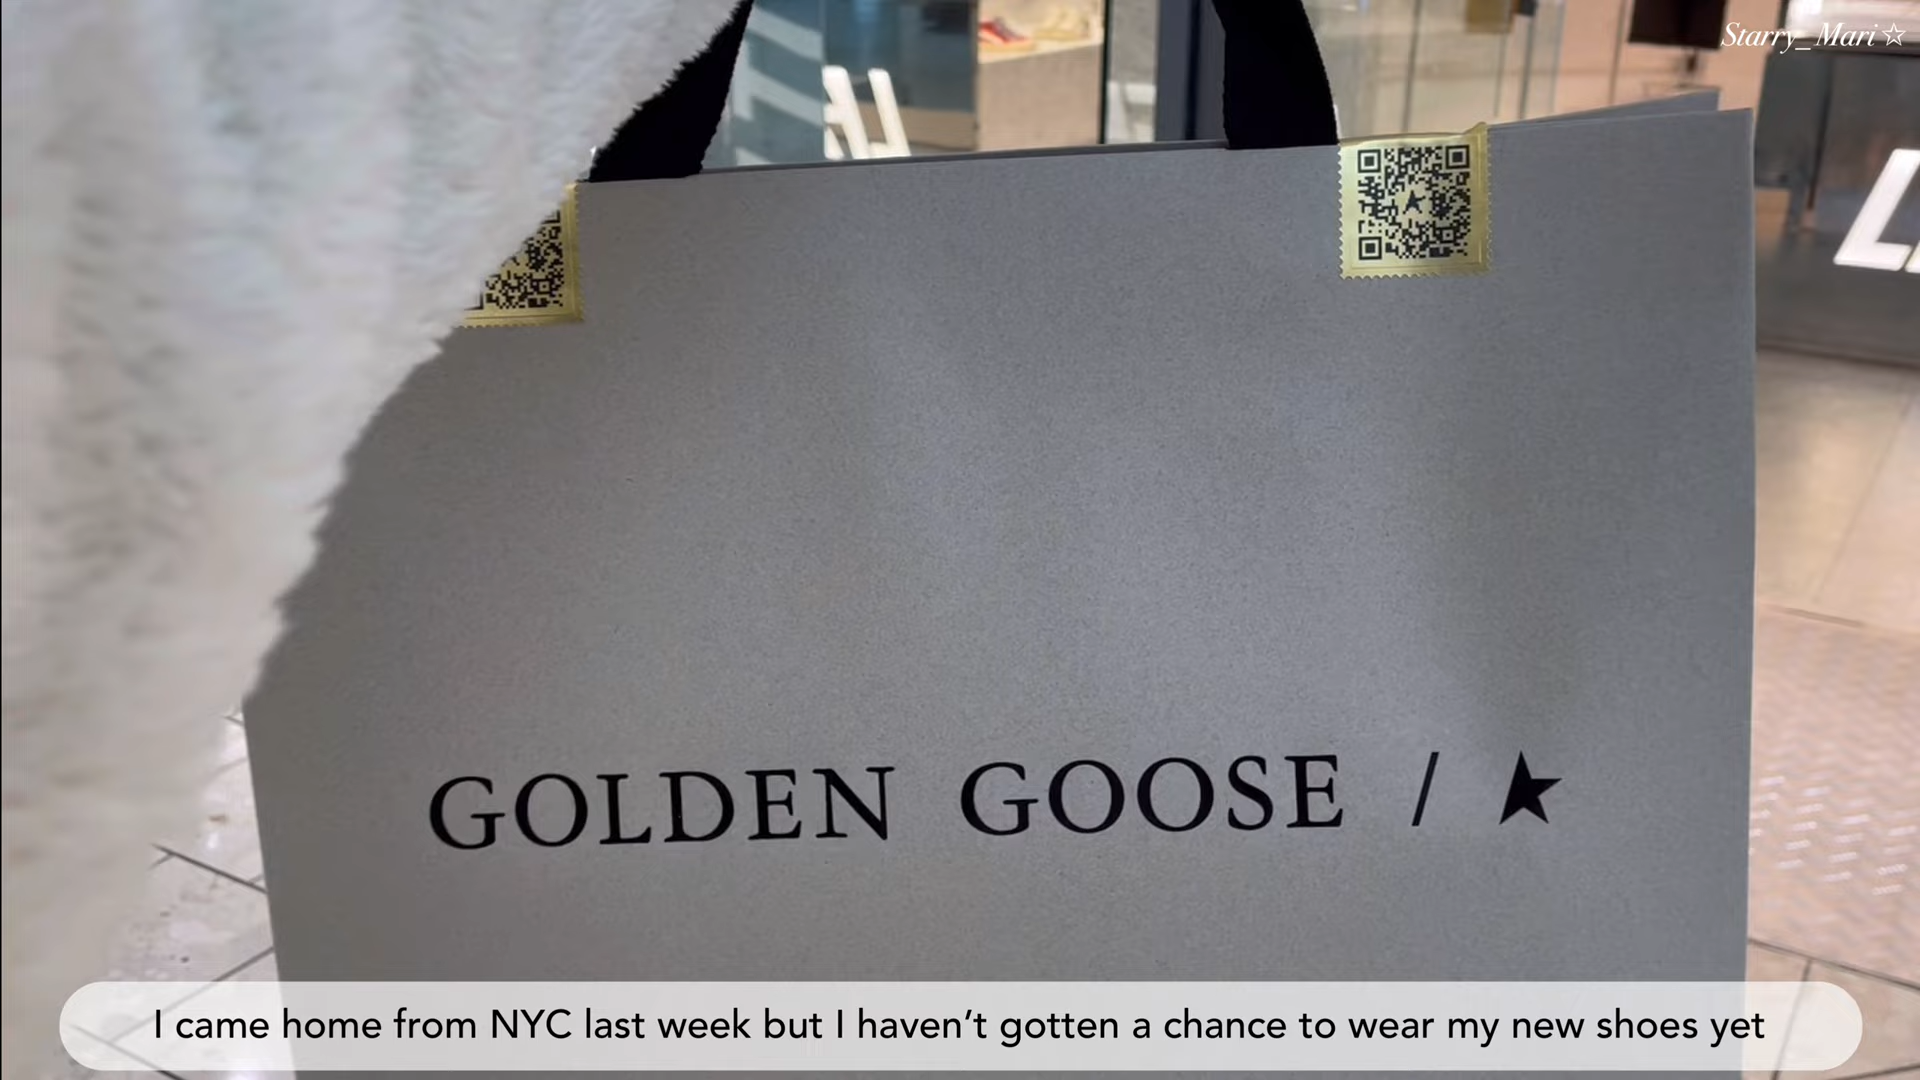 Starry_Mari ☆
GOLDEN GOOSE / ★
I came home from NYC last week but I haven’t gotten a chance to wear my new shoes yet